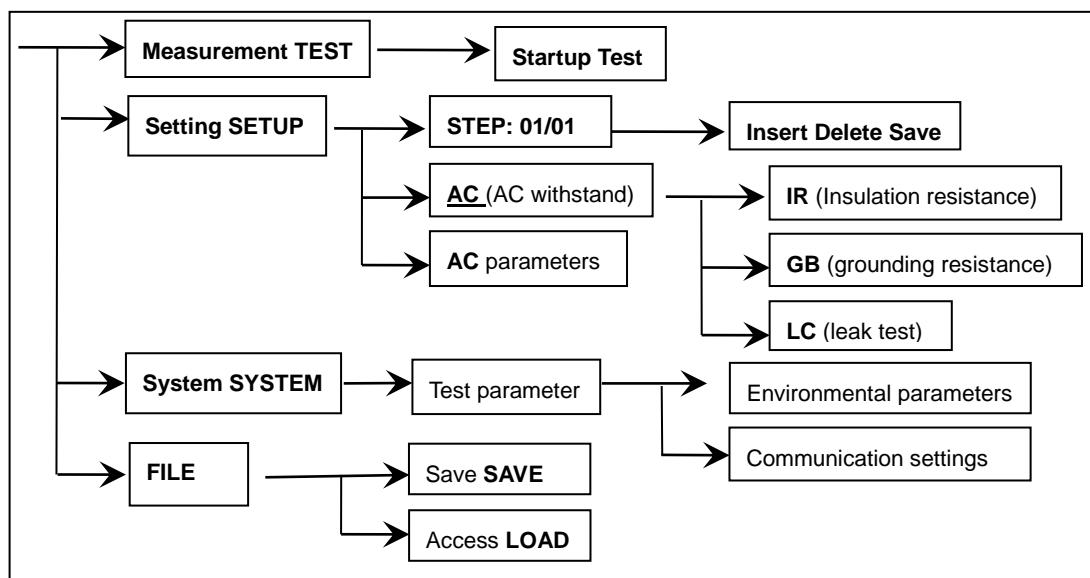 Measurement TEST
Startup Test
Setting SETUP
STEP: 01/01
Insert Delete Save
AC (AC withstand)
IR (Insulation resistance)
AC parameters
GB (grounding resistance)
LC (leak test)
System SYSTEM
Test parameter
Environmental parameters
Communication settings
FILE
Save SAVE
Access LOAD